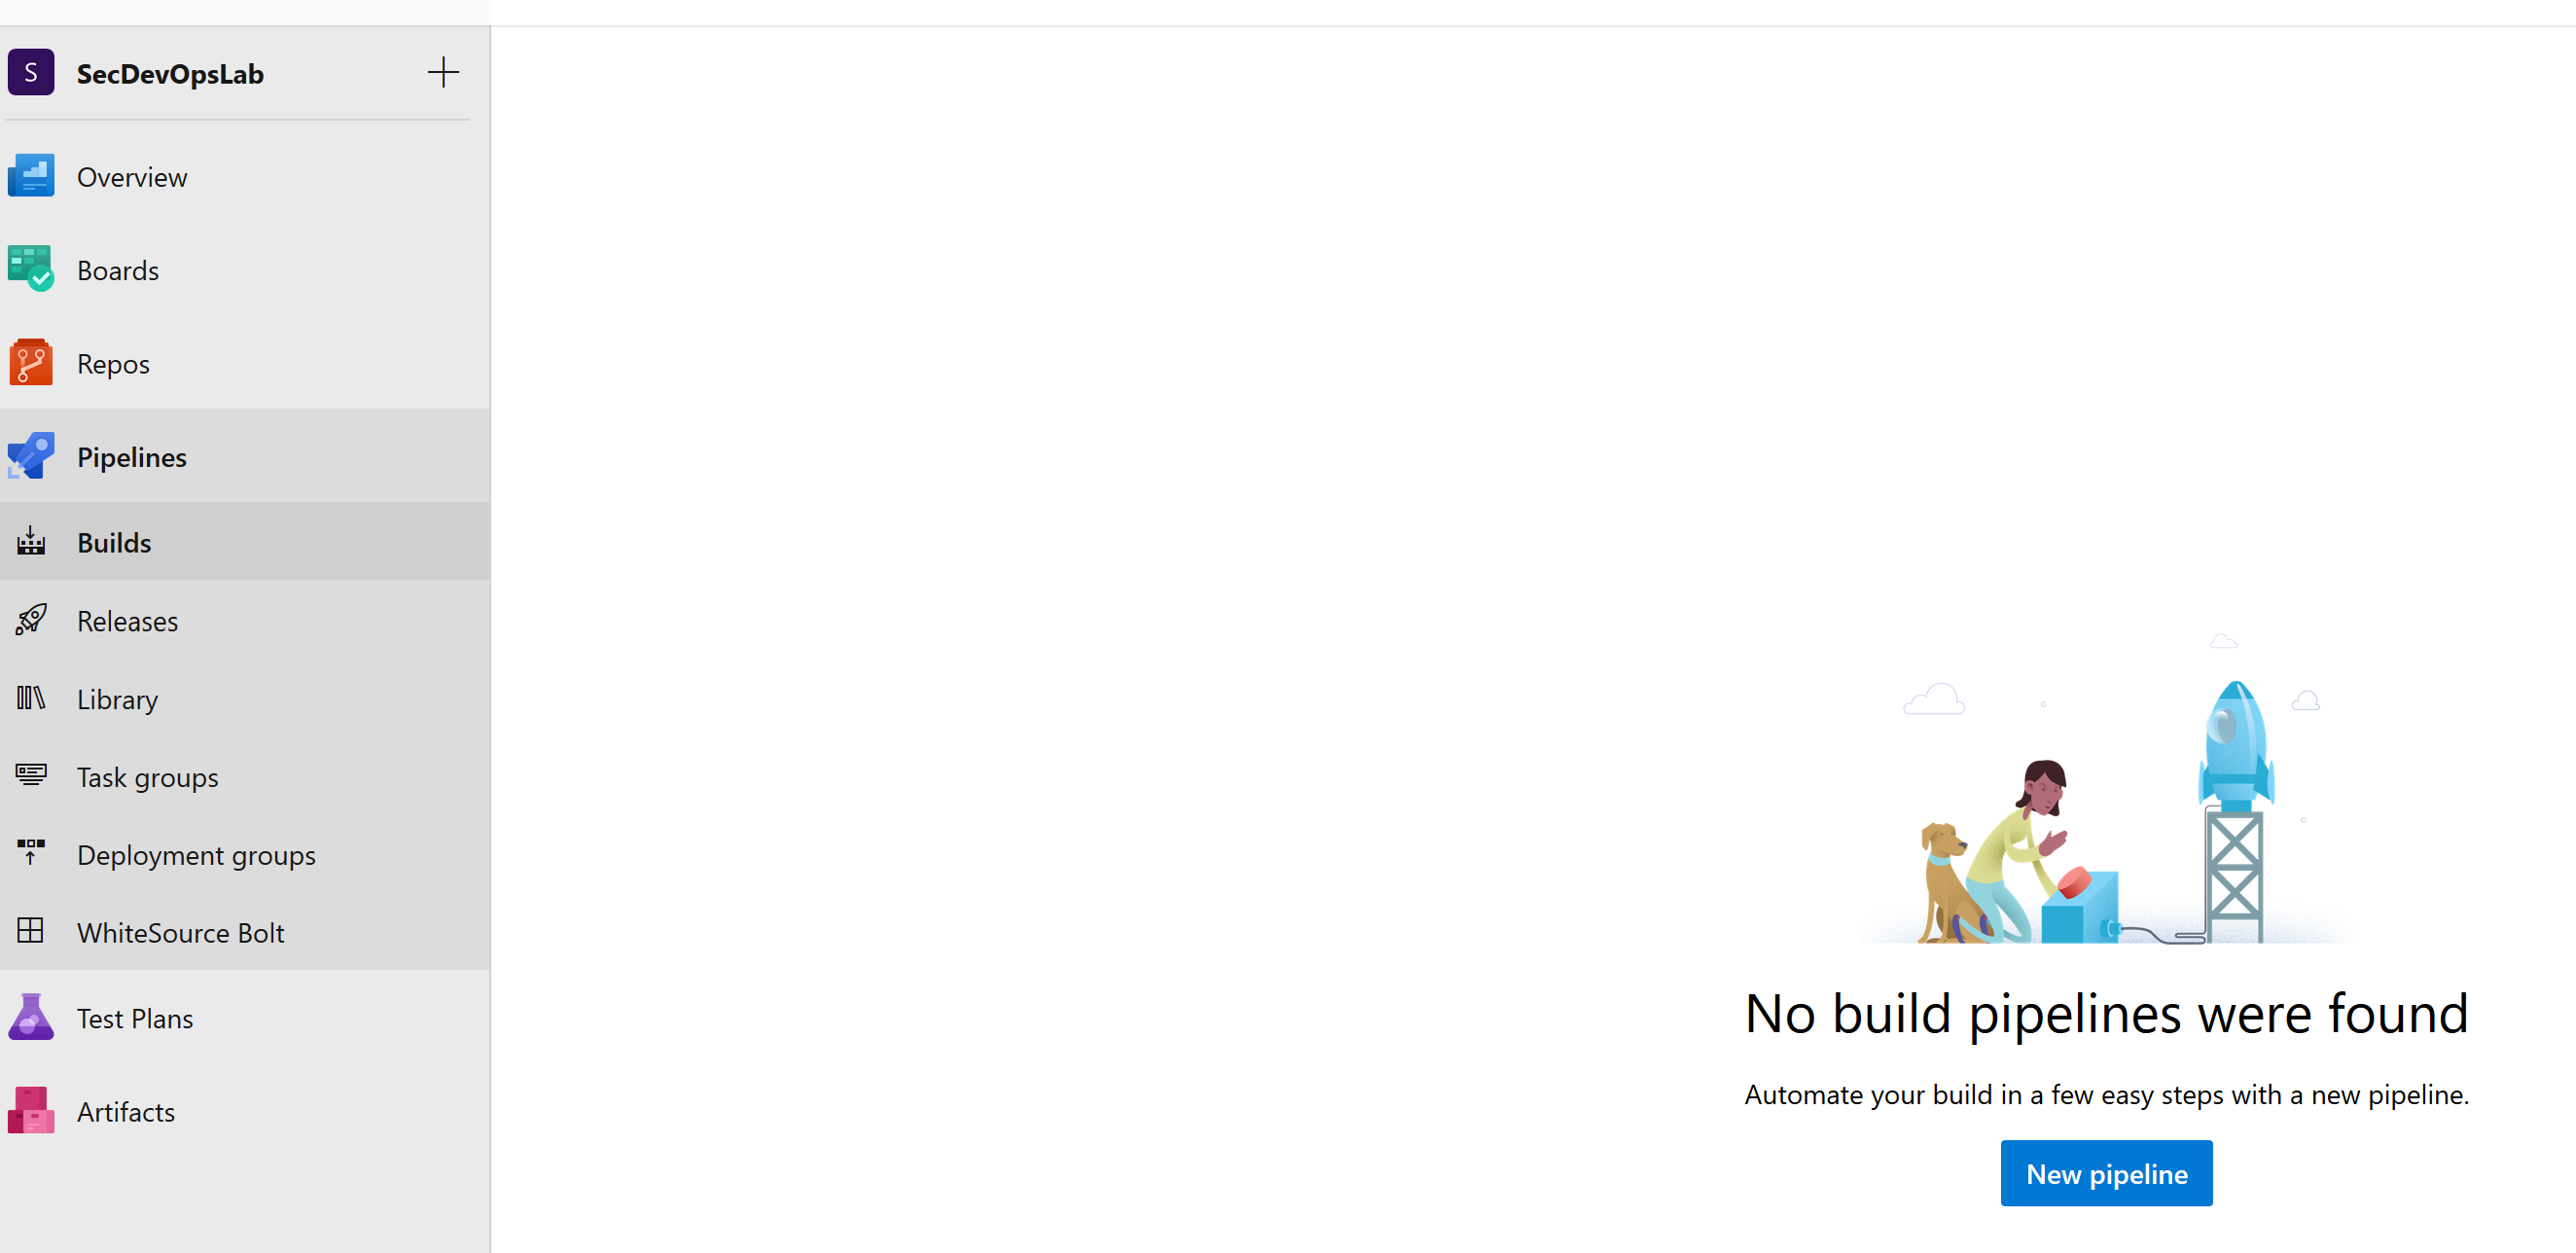 S
SecDevOpsLab
Overview
Boards
Repos
Pipelines
Builds
Releases
Library
Task groups
Deployment groups
WhiteSource Bolt
Test Plans
Artifacts
No build pipelines were found
Automate your build in a few easy steps with a new pipeline.
New pipeline